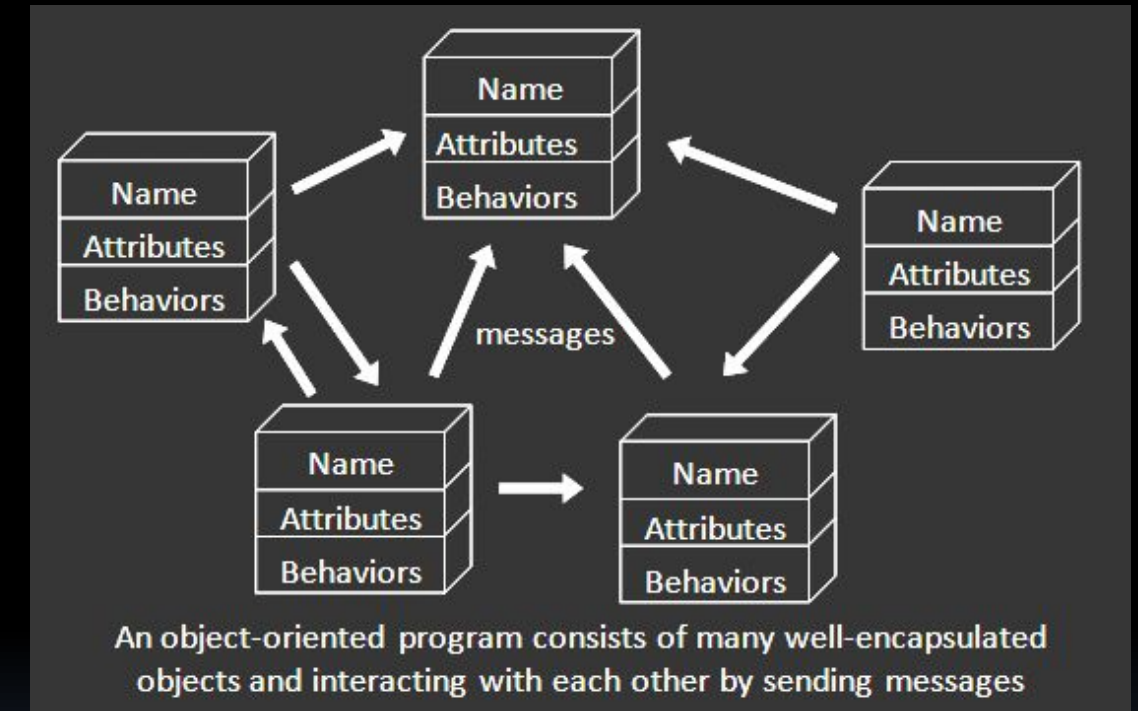 Name
Attributes
Behaviors
Name
Attributes
Behaviors
Name
Attributes
Behaviors
messages
Name
Attributes
Behaviors
Name
Attributes
Behaviors
An object-oriented program consists of many well-encapsulated
objects and interacting with each other by sending messages